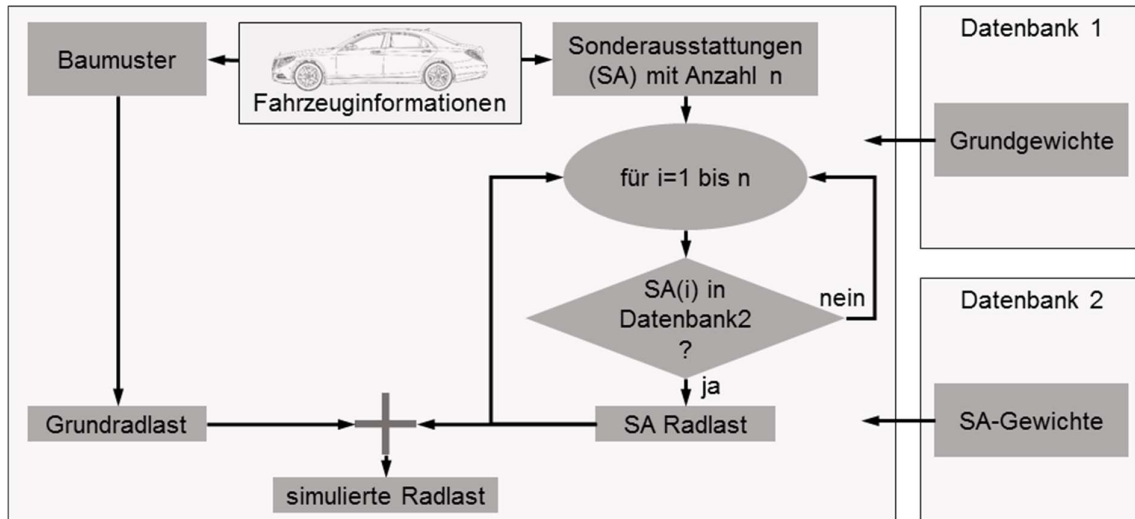 Baumuster
Fahrzeuginformationen
Sonderausstattungen
(SA) mit Anzahl n
für i=1 bis n
SA(i) in
Datenbank2
?
nein
ja
Grundradlast
SA Radlast
simulierte Radlast
Datenbank 1
Grundgewichte
Datenbank 2
SA-Gewichte